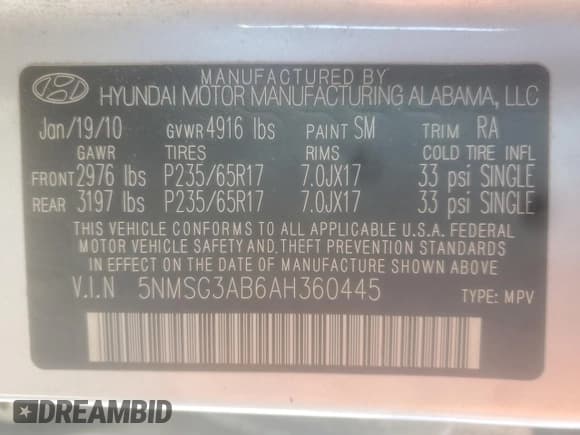 MANUFACTURED BY
HYUNDAI MOTOR MANUFACTURING ALABAMA, LLC
Jan/19/10 GVWR 4916 lbs PAINT SM TRIM RA
GAWR TIRES RIMS COLD TIRE INFL
FRONT 2976 lbs P235/65R17 7.0JX17 33 psi SINGLE
REAR 3197 lbs P235/65R17 7.0JX17 33 psi SINGLE
THIS VEHICLE CONFORMS TO ALL APPLICABLE U.S.A. FEDERAL
MOTOR VEHICLE SAFETY AND THEFT PREVENTION STANDARDS
IN EFFECT ON THE DATE OF MANUFACTURE SHOWN ABOVE
V.I.N 5NMSG3AB6AH360445 TYPE: MPV
DREAMBID